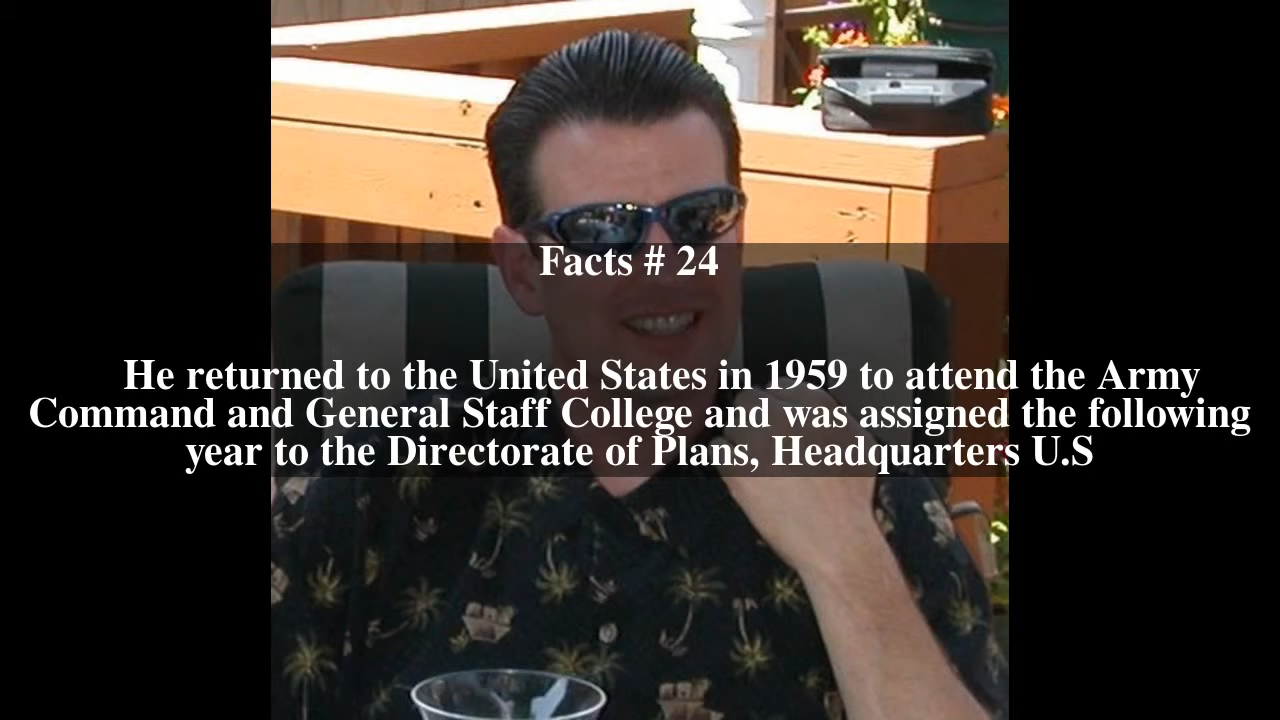 Facts # 24
He returned to the United States in 1959 to attend the Army
Command and General Staff College and was assigned the following
year to the Directorate of Plans, Headquarters U.S